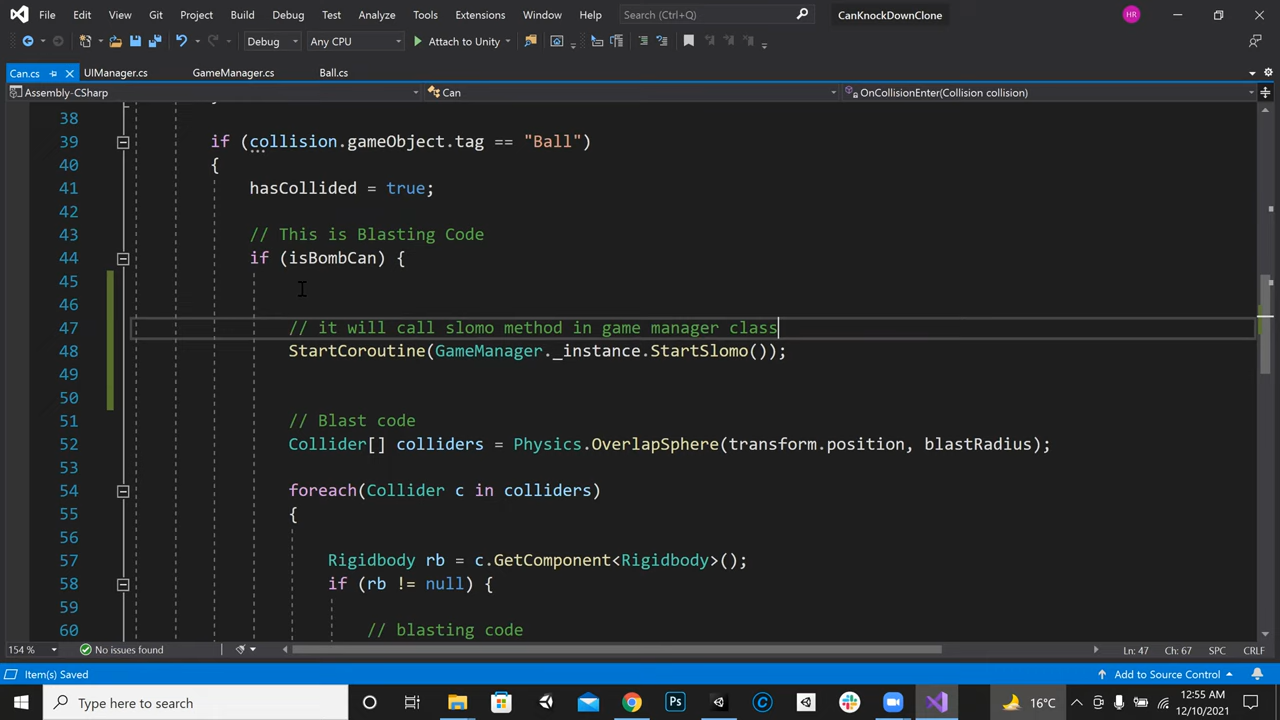 File Edit View Git Project Build Debug Test Analyze Tools Extensions Window Help Search (Ctrl+Q) CanKnockDownClone HR
Debug Any CPU Attach to Unity
Can.cs UIManager.cs GameManager.cs Ball.cs
Assembly-CSharp Can OnCollisionEnter(Collision collision)
38
39 if (collision.gameObject.tag == "Ball")
40 {
41 hasCollided = true;
42
43 // This is Blasting Code
44 if (isBombCan) {
45
46
47 // it will call slomo method in game manager class
48 StartCoroutine(GameManager._instance.StartSlomo());
49
50
51 // Blast code
52 Collider[] colliders = Physics.OverlapSphere(transform.position, blastRadius);
53
54 foreach(Collider c in colliders)
55 {
56
57 Rigidbody rb = c.GetComponent<Rigidbody>();
58 if (rb != null) {
59
60 // blasting code
154 % No issues found Ln: 47 Ch: 67 SPC CRLF
Item(s) Saved Add to Source Control
Type here to search Ps 16°C 12:55 AM
12/10/2021